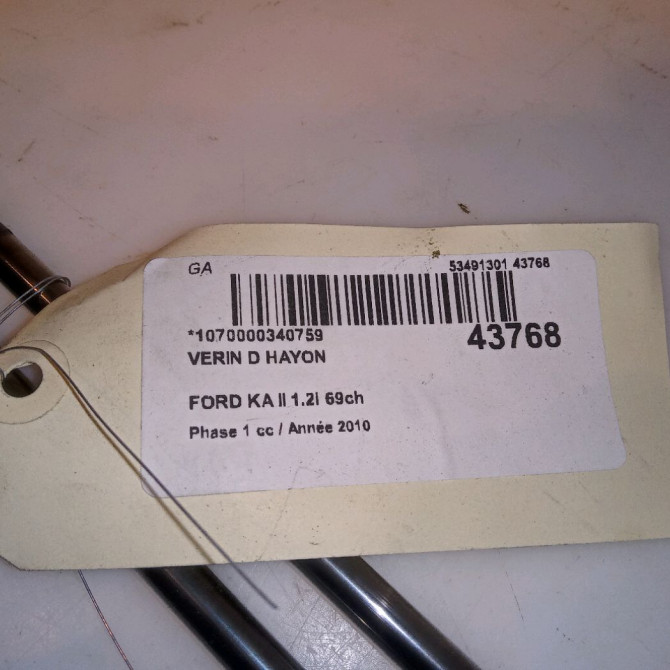 GA
53491301 43768
*1070000340759
43768
VERIN D HAYON
FORD KA II 1.2i 69ch
Phase 1 cc / Année 2010